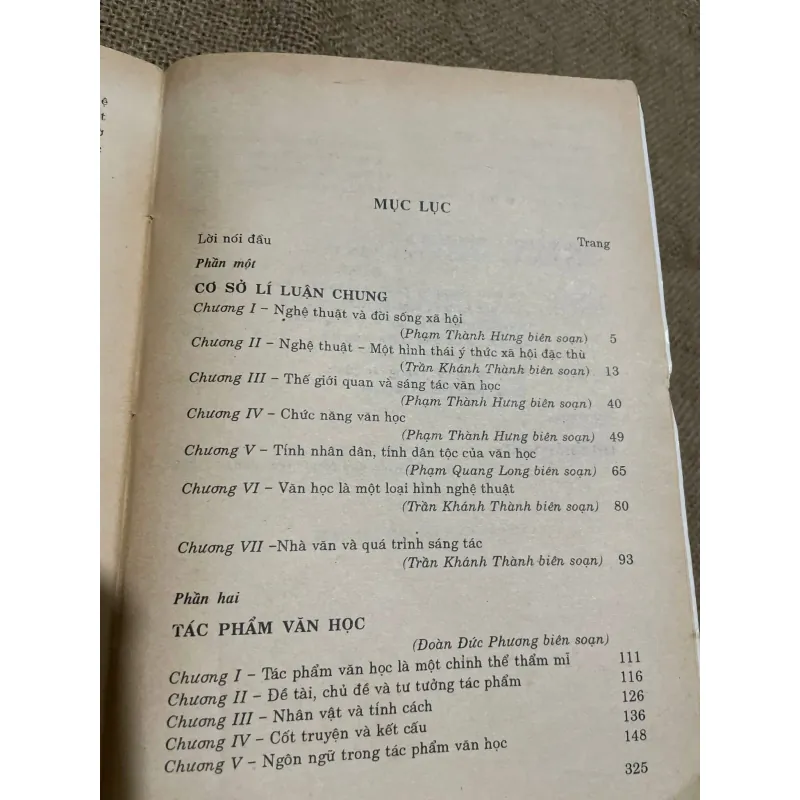 ệ
t
ơ
MỤC LỤC
Lời nói đầu Trang
Phần một
CƠ SỞ LÍ LUẬN CHUNG
Chương I – Nghệ thuật và đời sống xã hội
(Phạm Thành Hưng biên soạn) 5
Chương II – Nghệ thuật – Một hình thái ý thức xã hội đặc thù
(Trần Khánh Thành biên soạn) 13
Chương III – Thế giới quan và sáng tác văn học
(Phạm Thành Hưng biên soạn) 40
Chương IV – Chức năng văn học
(Phạm Thành Hưng biên soạn) 49
Chương V – Tính nhân dân, tính dân tộc của văn học
(Phạm Quang Long biên soạn) 65
Chương VI – Văn học là một loại hình nghệ thuật
(Trần Khánh Thành biên soạn) 80
Chương VII –Nhà văn và quá trình sáng tác
(Trần Khánh Thành biên soạn) 93
Phần hai
TÁC PHẨM VĂN HỌC
(Đoàn Đức Phương biên soạn)
Chương I – Tác phẩm văn học là một chỉnh thể thẩm mĩ 111
Chương II – Đề tài, chủ đề và tư tưởng tác phẩm 116
Chương III – Nhân vật và tính cách 126
Chương IV – Cốt truyện và kết cấu 136
Chương V – Ngôn ngữ trong tác phẩm văn học 148
325